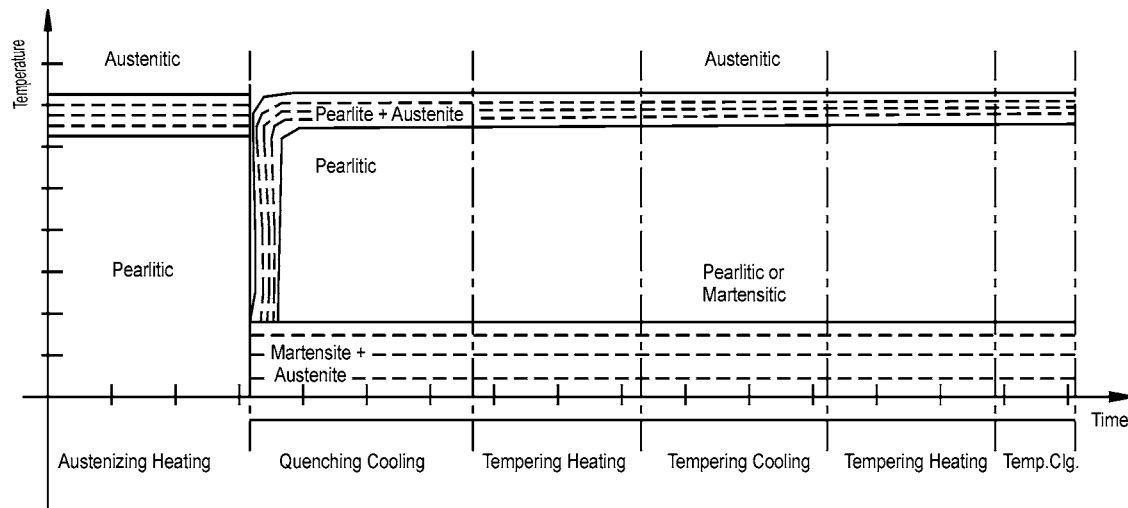 Temperature
Austenitic
Austenitic
Pearlite + Austenite
Pearlitic
Pearlitic
Pearlitic or
Martensitic
Martensite +
Austenite
Time
Austenizing Heating
Quenching Cooling
Tempering Heating
Tempering Cooling
Tempering Heating
Temp.Clg.